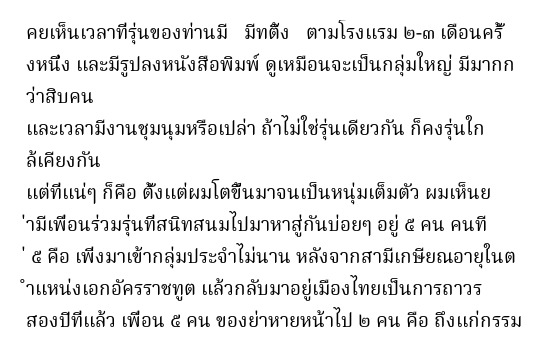 คยเห็นเวลาที่รุ่นของท่านมี   มีทติ้ง   ตามโรงแรม ๒-๓ เดือนครั้
งหนึ่ง และมีรูปลงหนังสือพิมพ์ ดูเหมือนจะเป็นกลุ่มใหญ่ มีมากก
ว่าสิบคน
และเวลามีงานชุมนุมหรือเปล่า ถ้าไม่ใช่รุ่นเดียวกัน ก็คงรุ่นใก
ล้เคียงกัน
แต่ที่แน่ๆ ก็คือ ตั้งแต่ผมโตขึ้นมาจนเป็นหนุ่มเต็มตัว ผมเห็นย
่ามีเพื่อนร่วมรุ่นที่สนิทสนมไปมาหาสู่กันบ่อยๆ อยู่ ๕ คน คนที
่ ๕ คือ เพิ่งมาเข้ากลุ่มประจำไม่นาน หลังจากสามีเกษียณอายุในต
ำแหน่งเอกอัครราชทูต แล้วกลับมาอยู่เมืองไทยเป็นการถาวร
สองปีที่แล้ว เพื่อน ๕ คน ของย่าหายหน้าไป ๒ คน คือ ถึงแก่กรรม